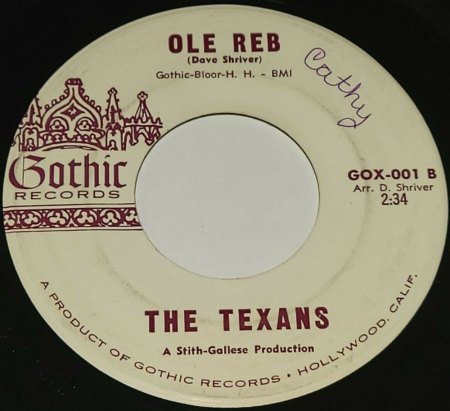 OLE REB
(Dave Shriver)
Gothic-Bloor-H. H. - BMI
Cathy
Gothic
RECORDS
GOX-001 B
Arr. D. Shriver
2:34
THE TEXANS
A Stith-Gallese Production
A PRODUCT OF GOTHIC RECORDS • HOLLYWOOD, CALIF.